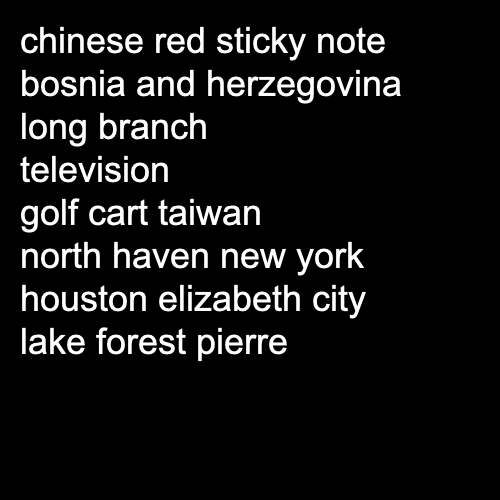 chinese red sticky note
bosnia and herzegovina
long branch
television
golf cart taiwan
north haven new york
houston elizabeth city
lake forest pierre